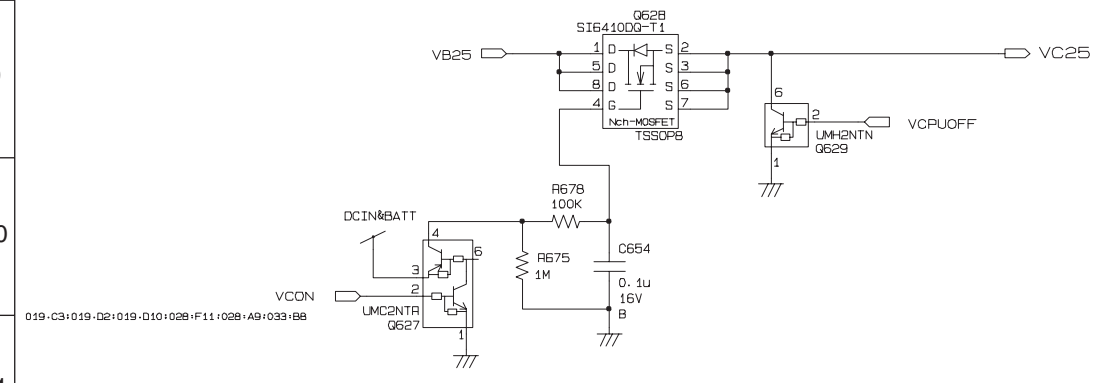 Q628
SI6410DQ-T1
VB25
1 D S 2
5 D S 3
8 D S 6
4 G S 7
Nch-MOSFET
TSSOP8
VC25
6
2
VCPUOFF
UMH2NTN
Q629
1
R678
100K
DCIN&BATT
4
6
R675
1M
C654
0.1u
16V
B
3
2
VCON
UMC2NTR
Q627
1
019-C3:019-D2:019-D10:028-F11:028-A9:033-B8